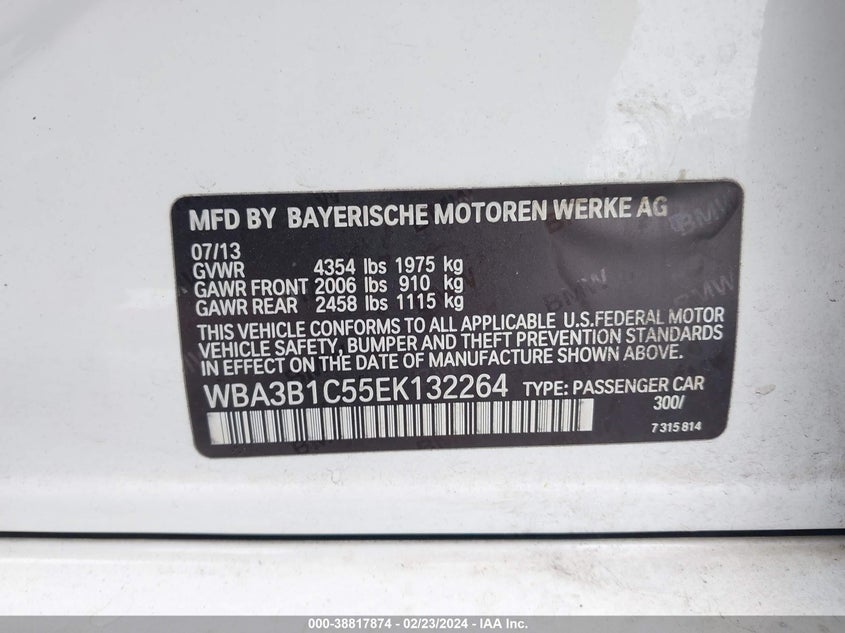 MFD BY BAYERISCHE MOTOREN WERKE AG
07/13
GVWR 4354 lbs 1975 kg
GAWR FRONT 2006 lbs 910 kg
GAWR REAR 2458 lbs 1115 kg
THIS VEHICLE CONFORMS TO ALL APPLICABLE U.S. FEDERAL MOTOR
VEHICLE SAFETY, BUMPER AND THEFT PREVENTION STANDARDS
IN EFFECT ON THE DATE OF MANUFACTURE SHOWN ABOVE.
WBA3B1C55EK132264 TYPE: PASSENGER CAR
300/
7 315 814
BMW
BMW
000-38817874 - 02/23/2024 - IAA Inc.